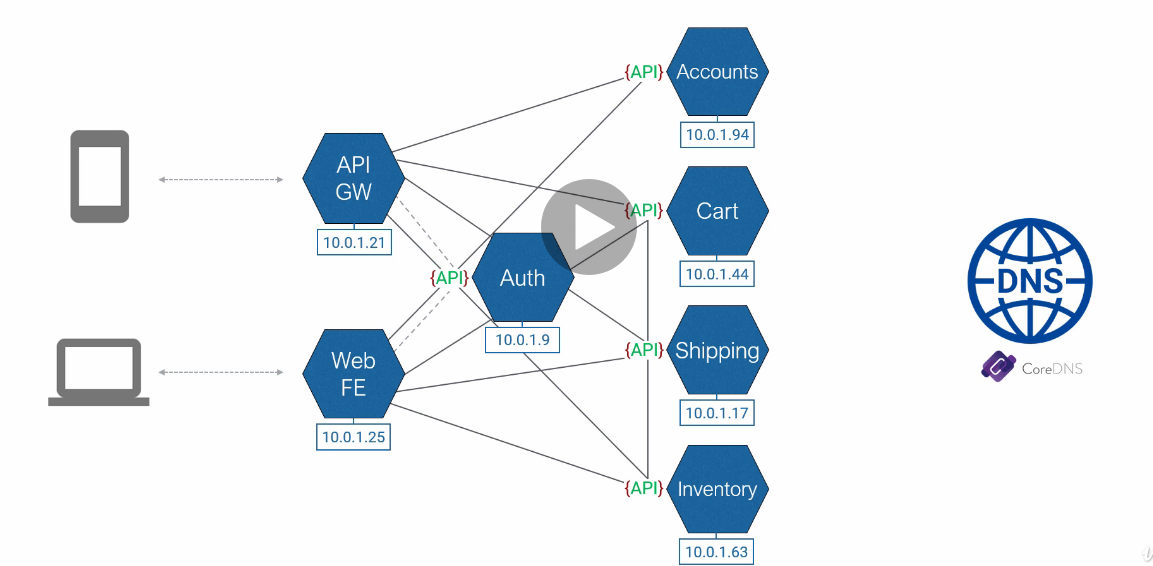 {API}
Accounts
10.0.1.94
API
GW
10.0.1.21
{API}
Cart
10.0.1.44
{API}
Auth
10.0.1.9
DNS
CoreDNS
Web
FE
10.0.1.25
{API}
Shipping
10.0.1.17
{API}
Inventory
10.0.1.63